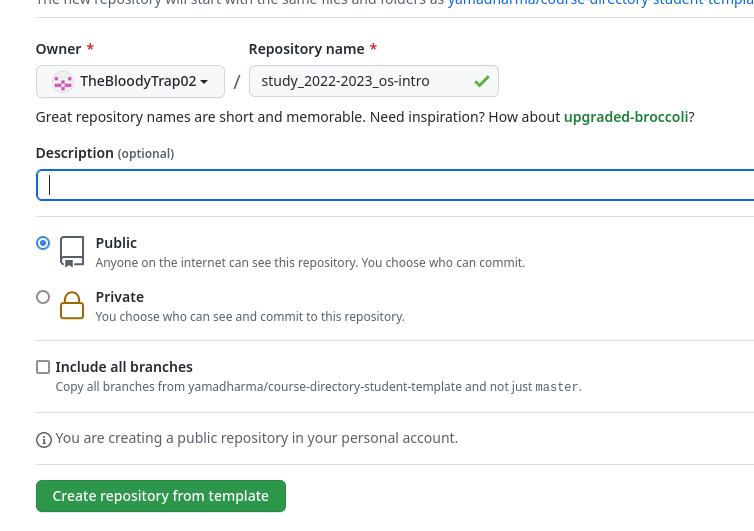 The new repository will start with the same files and folders as yamadharma/course-directory-student-templa
Owner *
Repository name *
TheBloodyTrap02 / study_2022-2023_os-intro
Great repository names are short and memorable. Need inspiration? How about upgraded-broccoli?
Description (optional)
Public
Anyone on the internet can see this repository. You choose who can commit.
Private
You choose who can see and commit to this repository.
Include all branches
Copy all branches from yamadharma/course-directory-student-template and not just master.
You are creating a public repository in your personal account.
Create repository from template